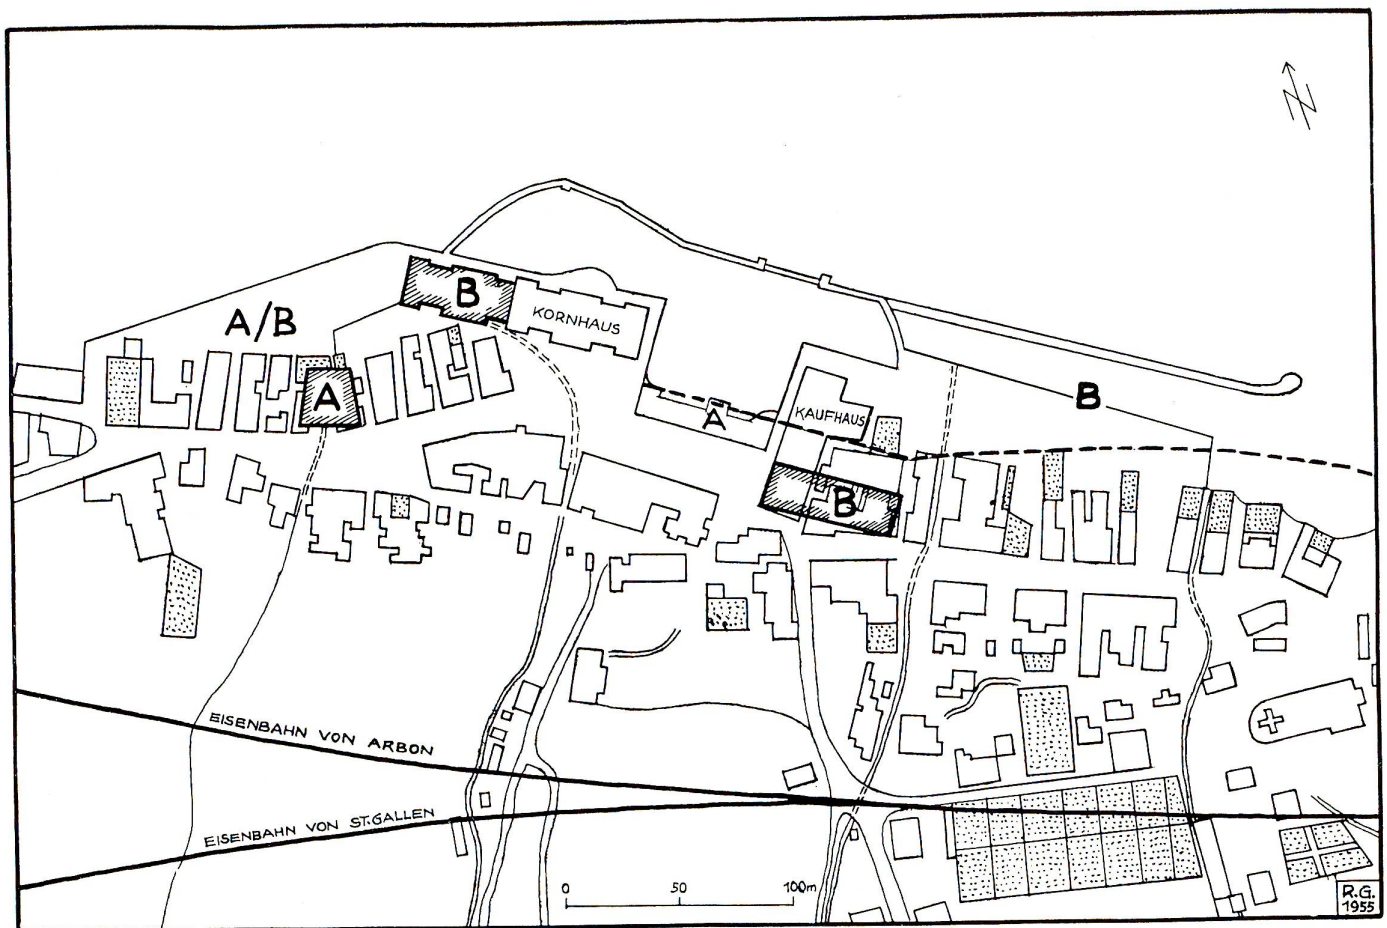 N
B
KORNHAUS
A/B
A
A
KAUFHAUS
B
B
EISENBAHN VON ARBON
EISENBAHN VON ST.GALLEN
0 50 100m
R.G.
1955